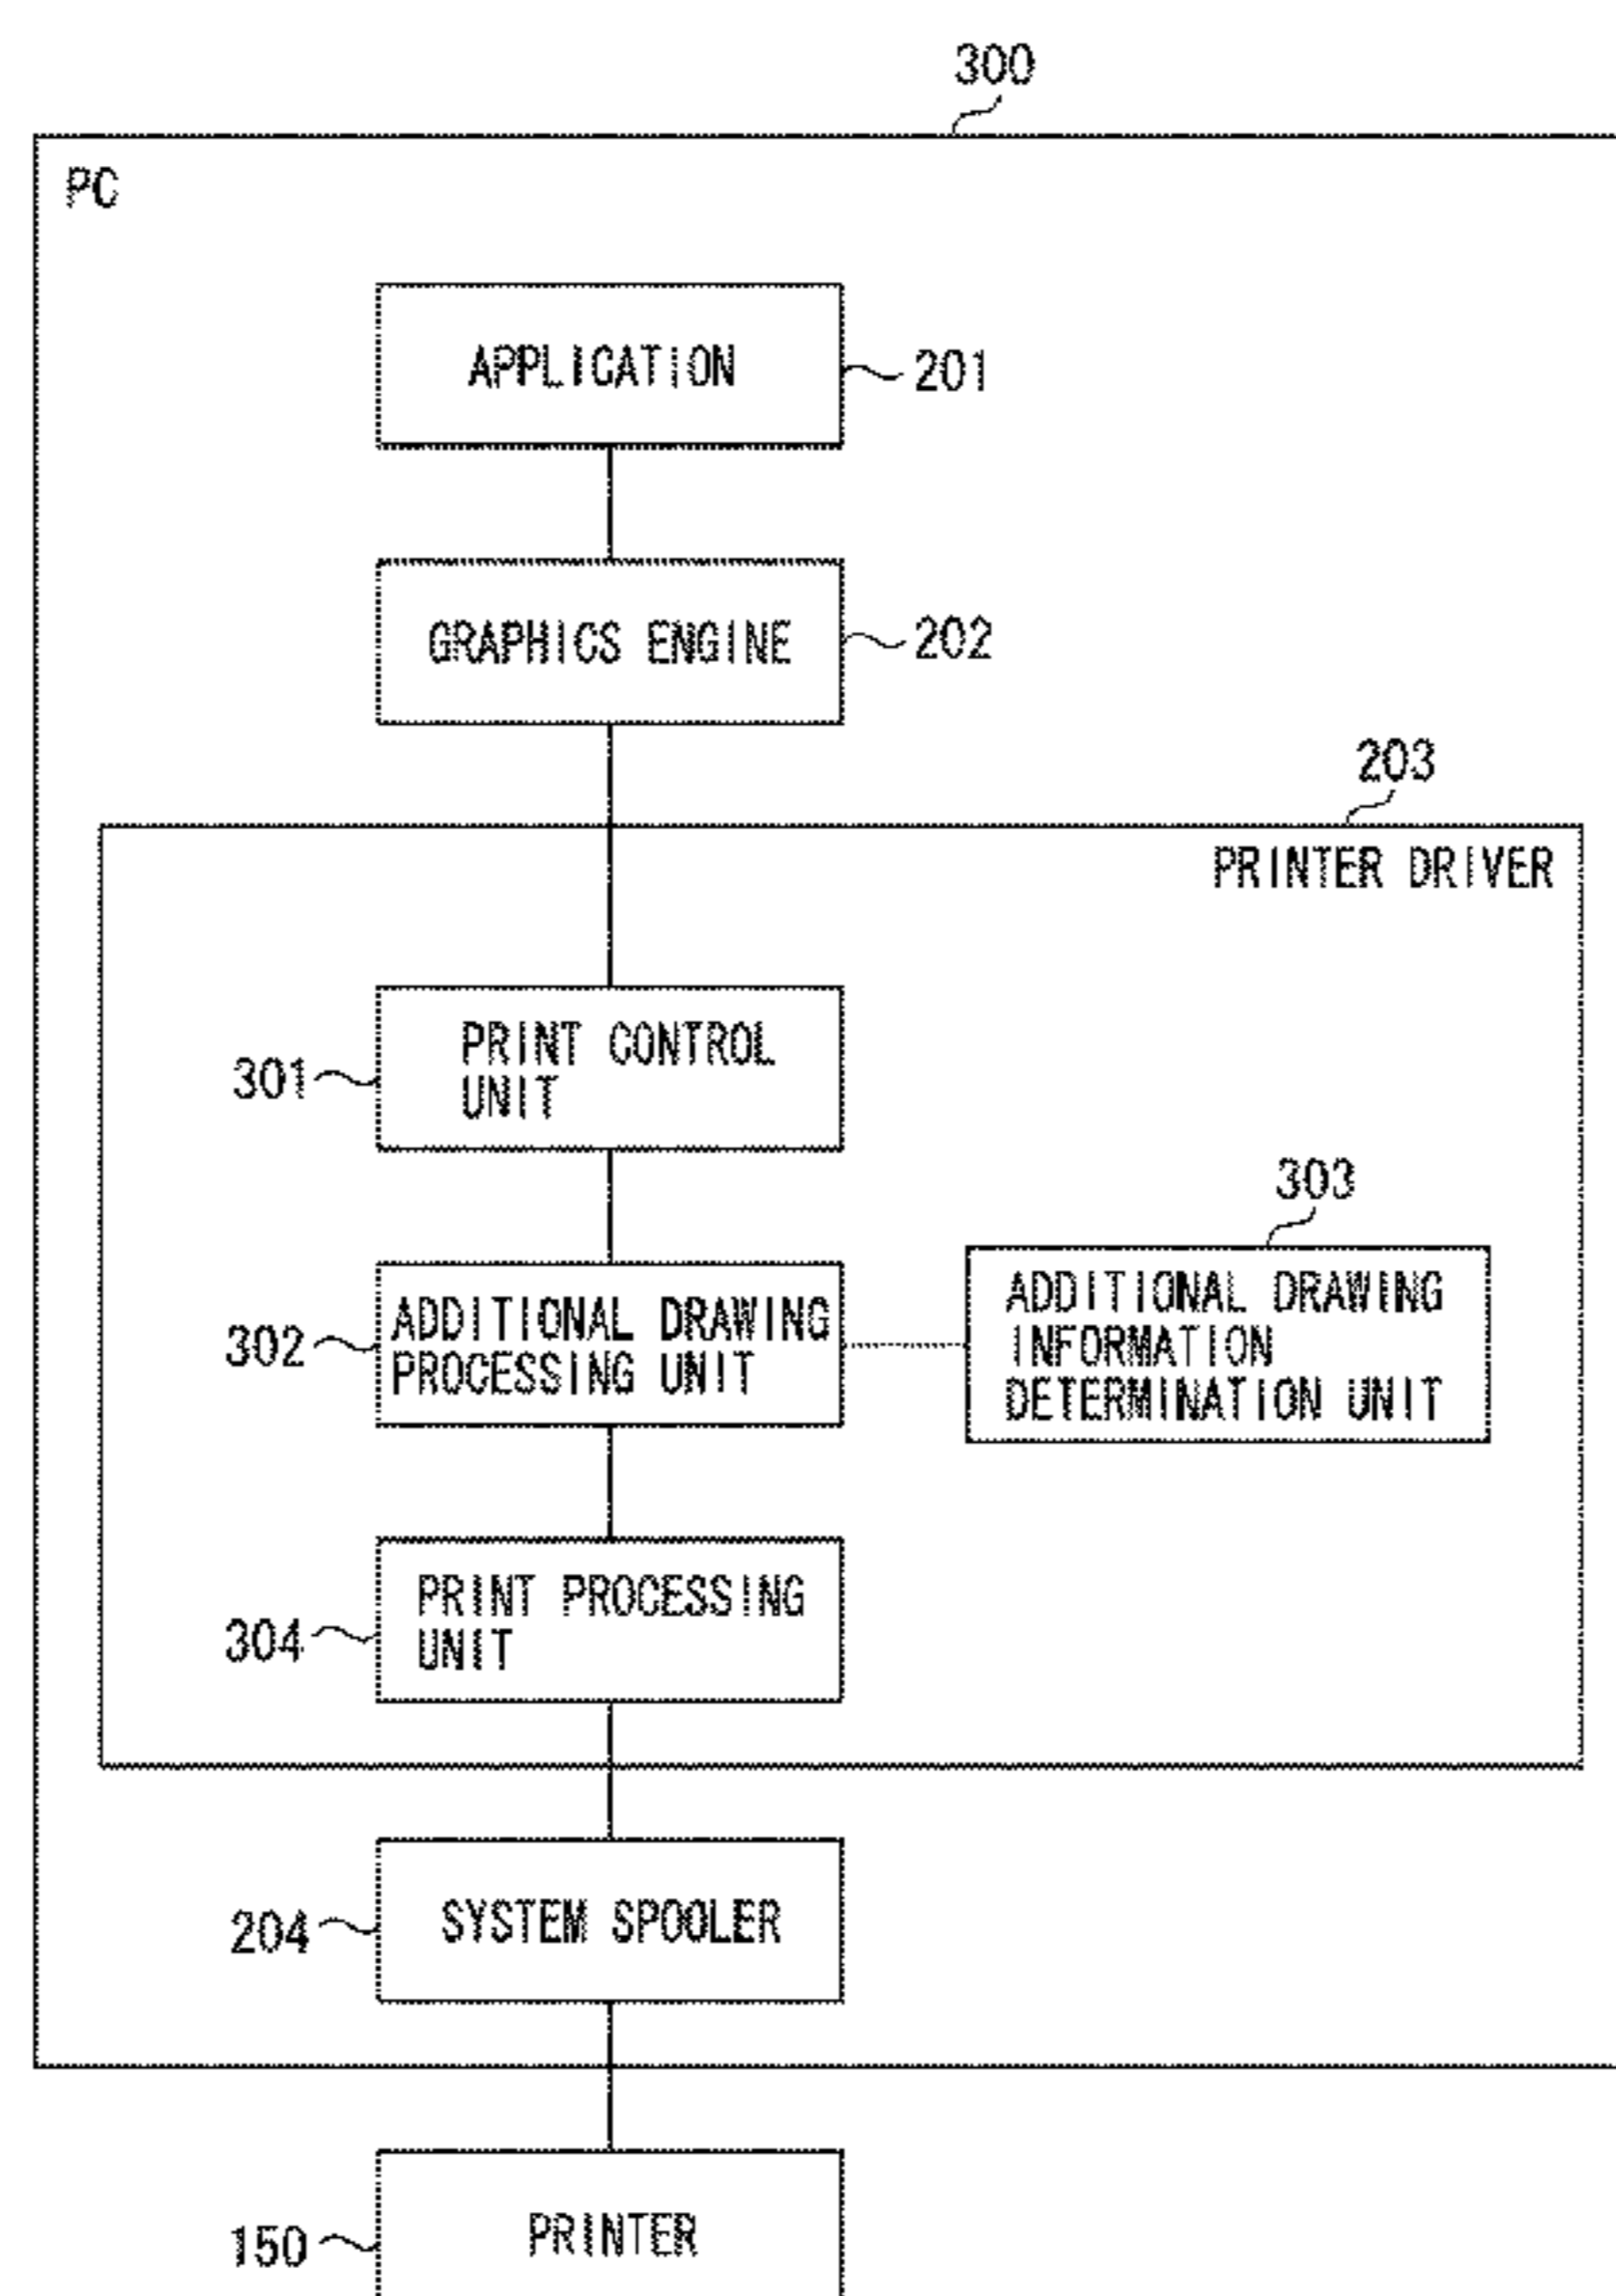 300
PC
APPLICATION
201
GRAPHICS ENGINE
202
203
PRINTER DRIVER
301
PRINT CONTROL
UNIT
303
302
ADDITIONAL DRAWING
PROCESSING UNIT
ADDITIONAL DRAWING
INFORMATION
DETERMINATION UNIT
304
PRINT PROCESSING
UNIT
204
SYSTEM SPOOLER
150
PRINTER